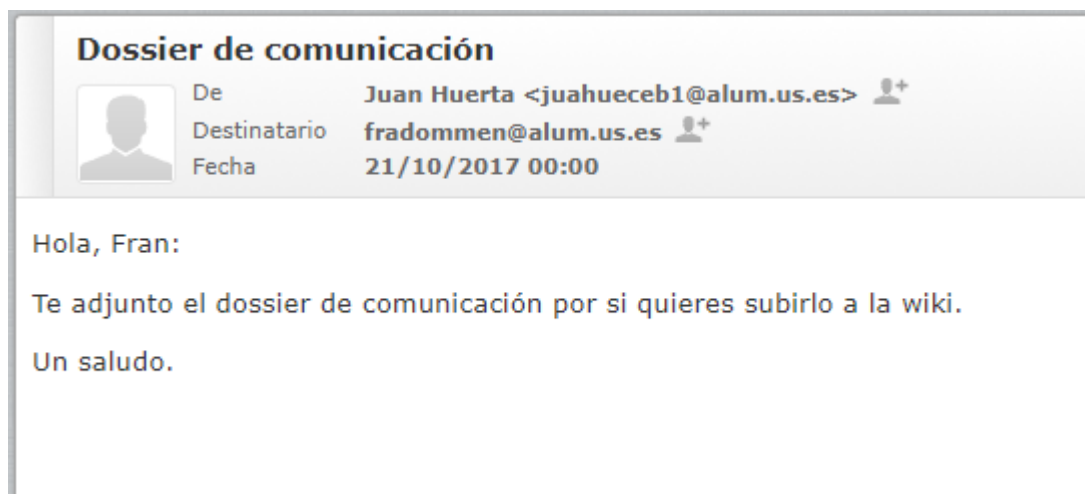 Dossier de comunicación
De Juan Huerta <juahueceb1@alum.us.es>
Destinatario fradommen@alum.us.es
Fecha 21/10/2017 00:00
Hola, Fran:
Te adjunto el dossier de comunicación por si quieres subirlo a la wiki.
Un saludo.